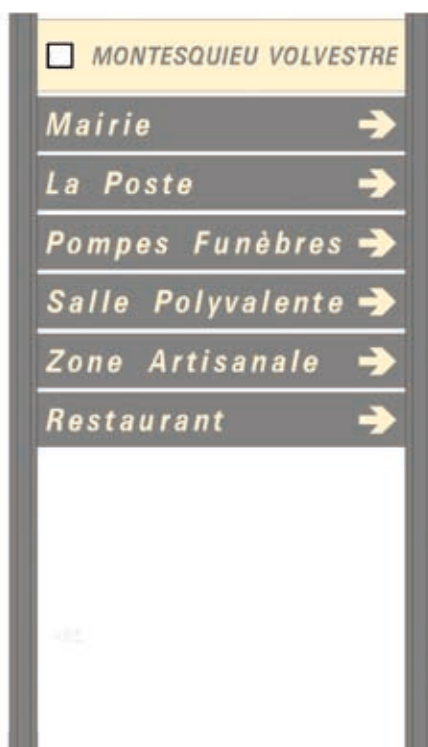 MONTESQUIEU VOLVESTRE
Mairie
La Poste
Pompes Funèbres
Salle Polyvalente
Zone Artisanale
Restaurant